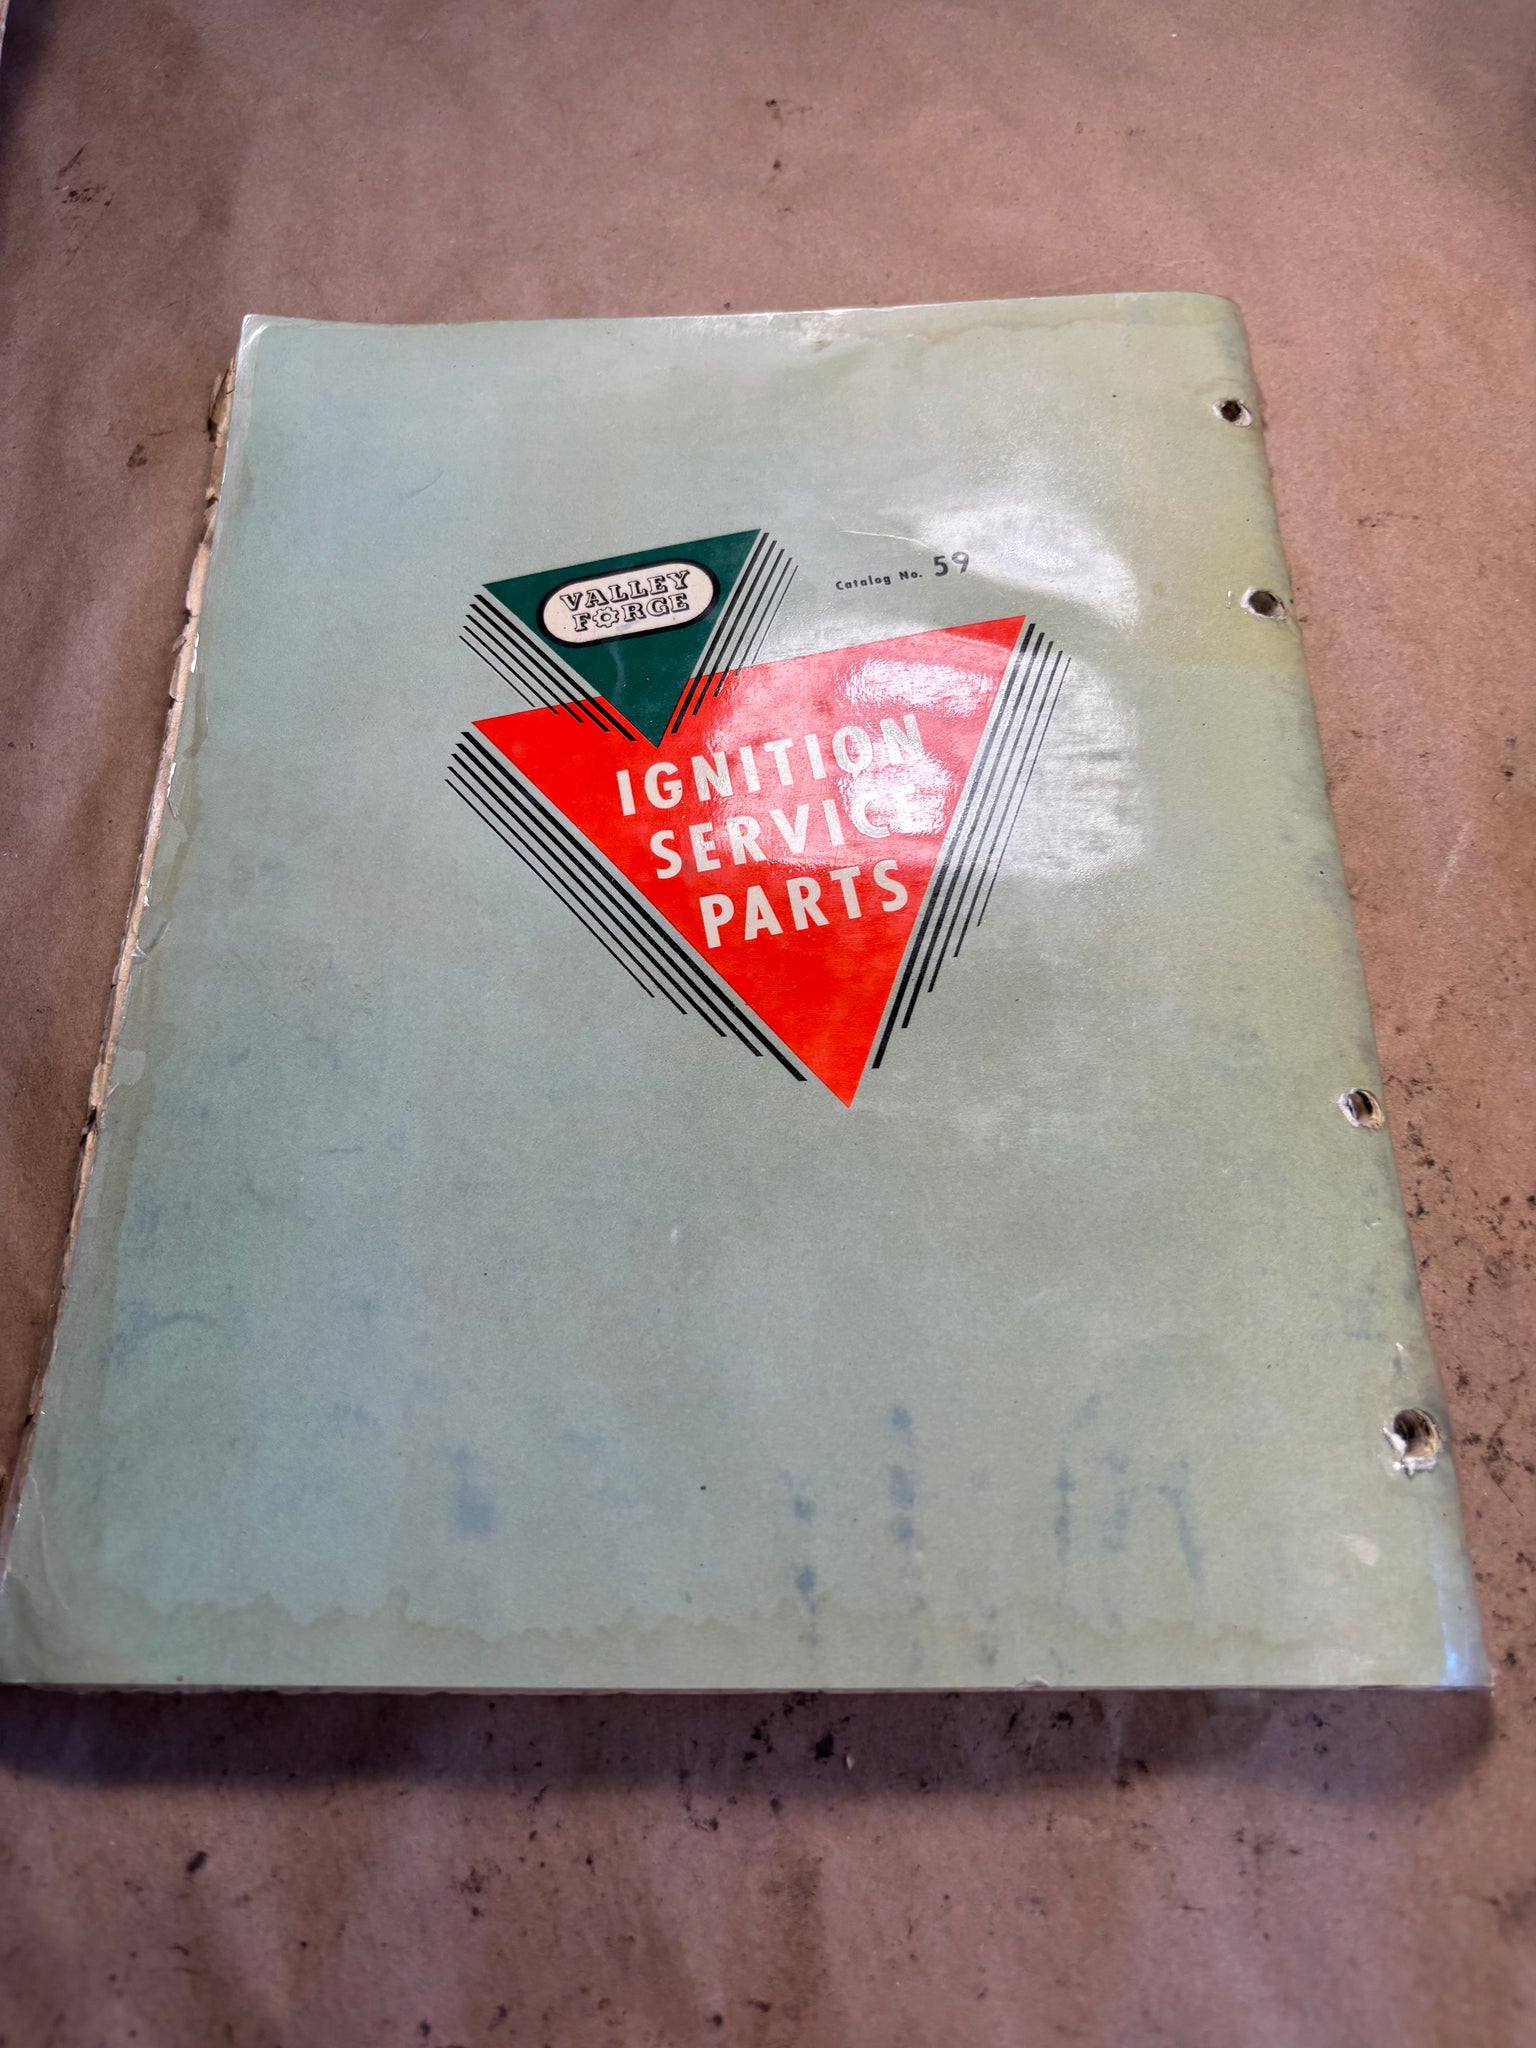 VALLEY
FORGE
Catalog No. 59
IGNITION
SERVICE
PARTS